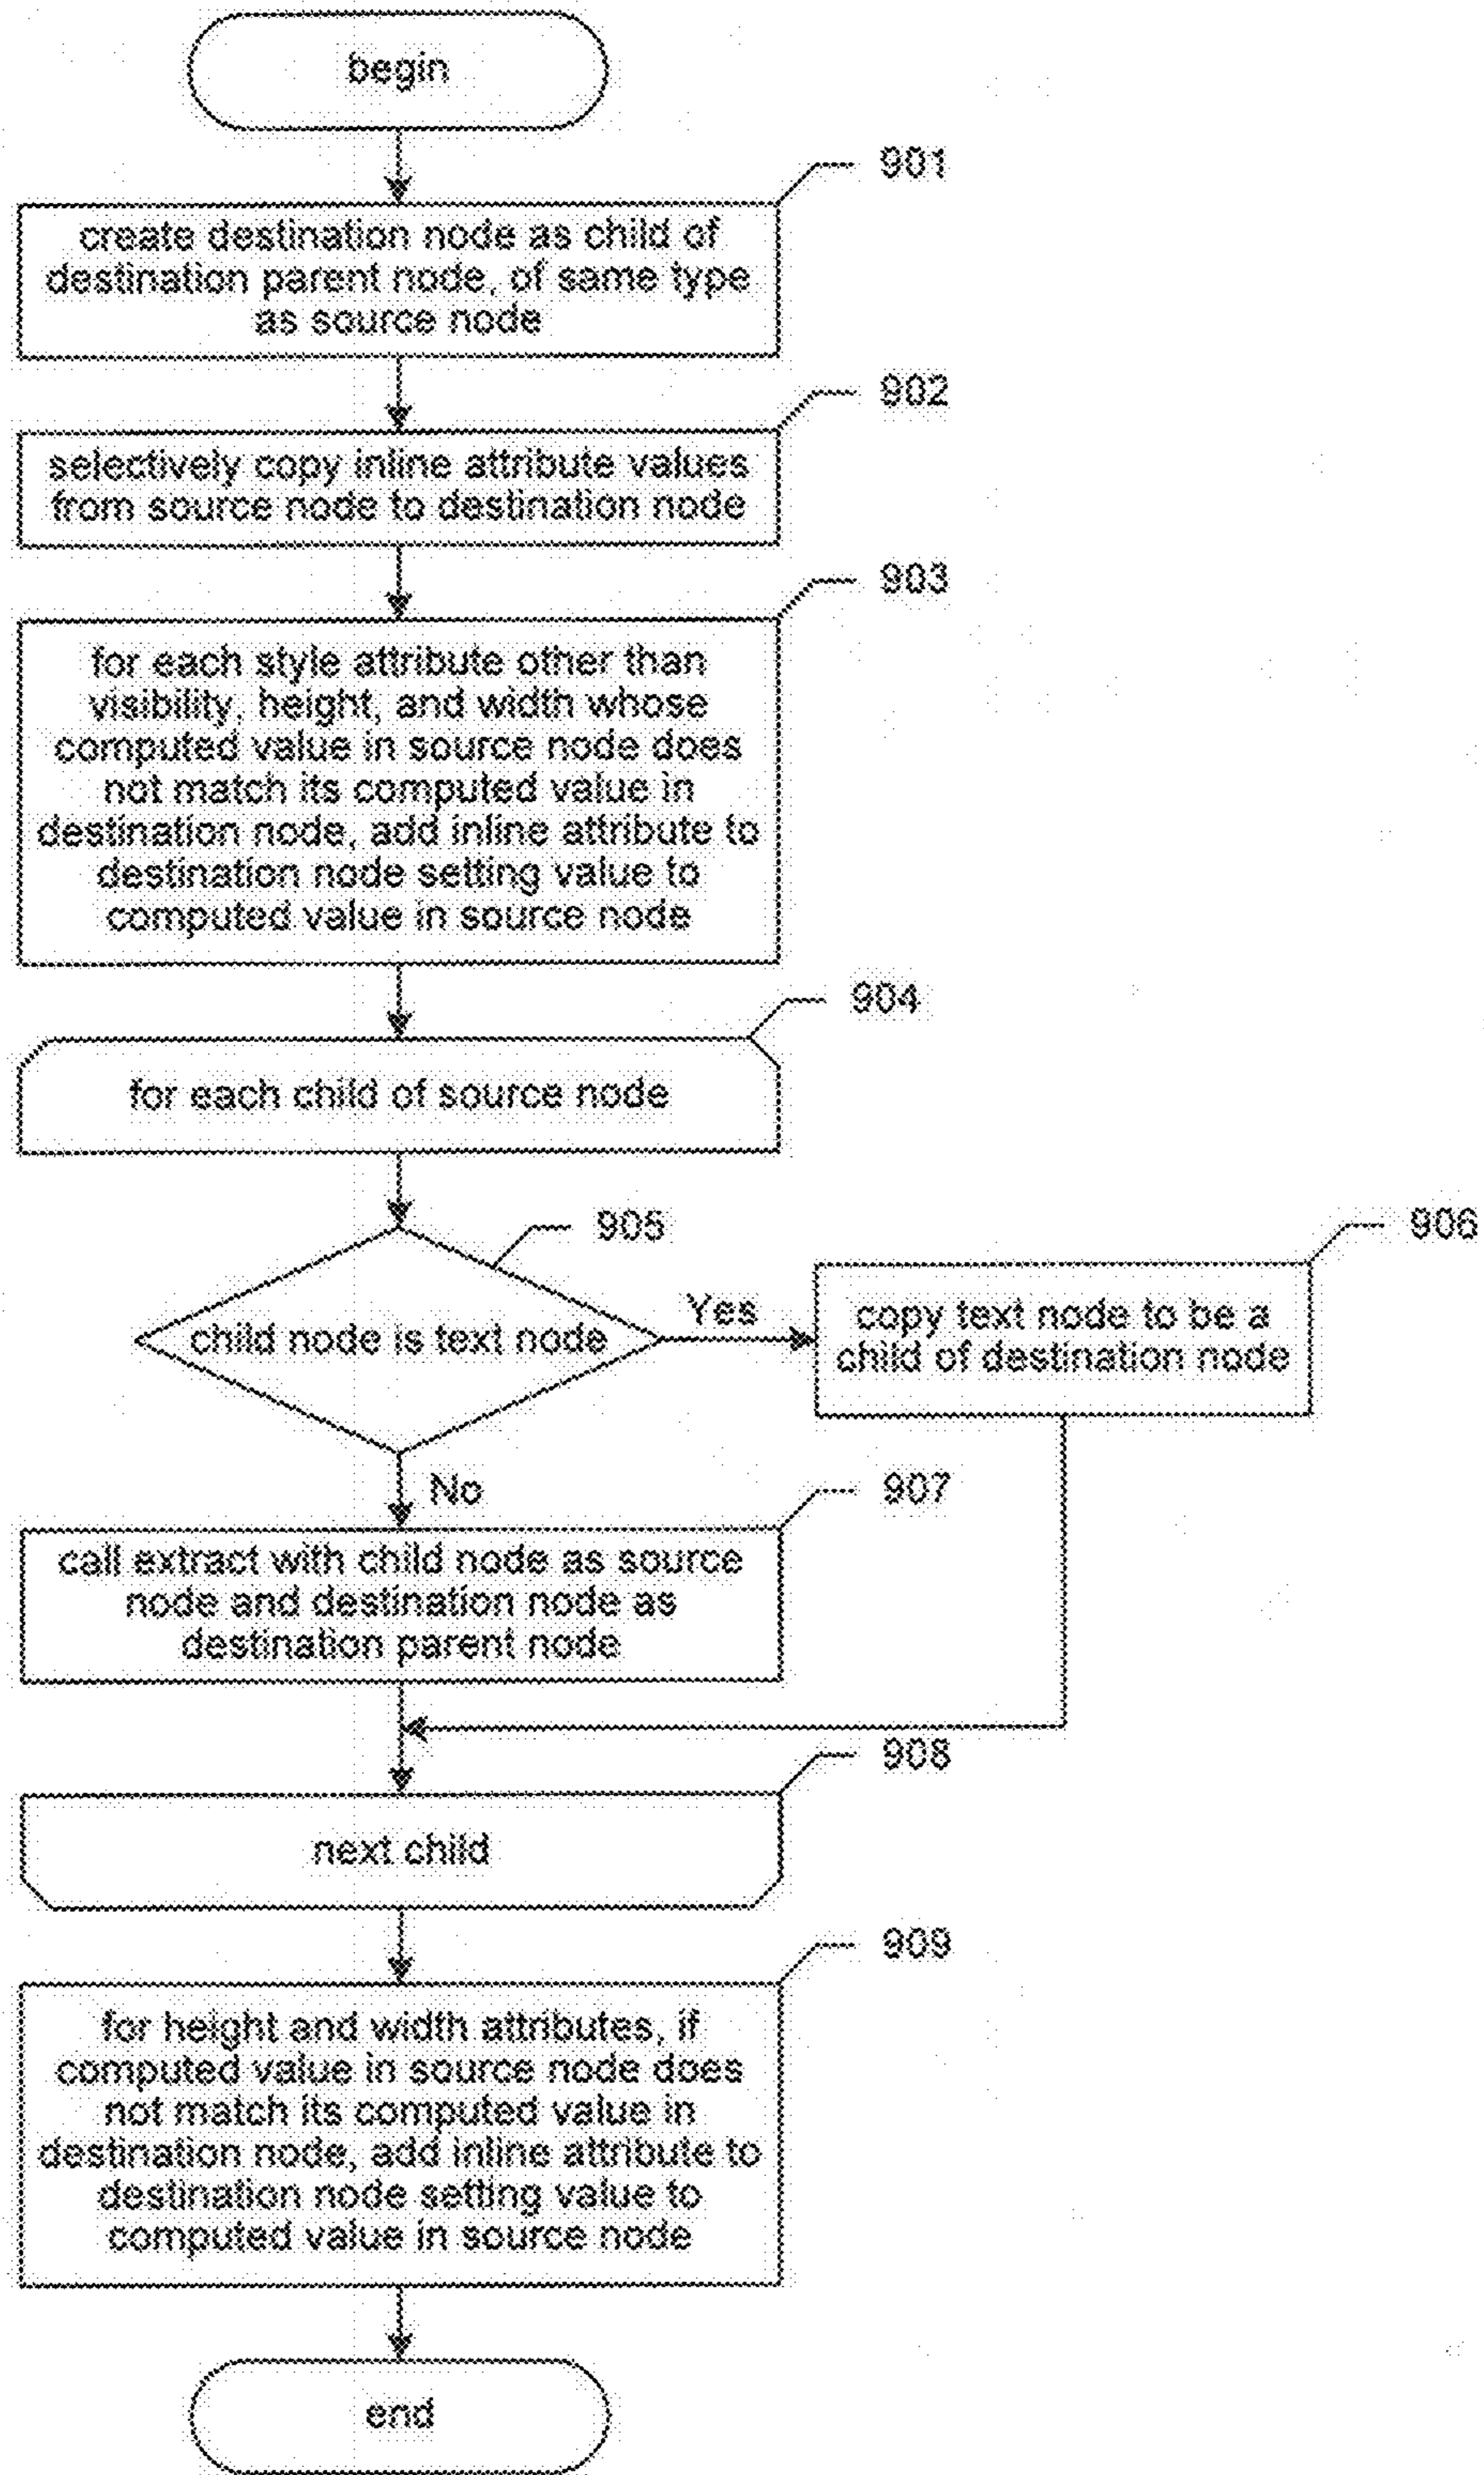 begin
901
create destination node as child of
destination parent node, of same type
as source node
902
selectively copy inline attribute values
from source node to destination node
903
for each style attribute other than
visibility, height, and width whose
computed value in source node does
not match its computed value in
destination node, add inline attribute to
destination node setting value to
computed value in source node
904
for each child of source node
905
child node is text node
Yes
906
copy text node to be a
child of destination node
No
907
call extract with child node as source
node and destination node as
destination parent node
908
next child
909
for height and width attributes, if
computed value in source node does
not match its computed value in
destination node, add inline attribute to
destination node setting value to
computed value in source node
end